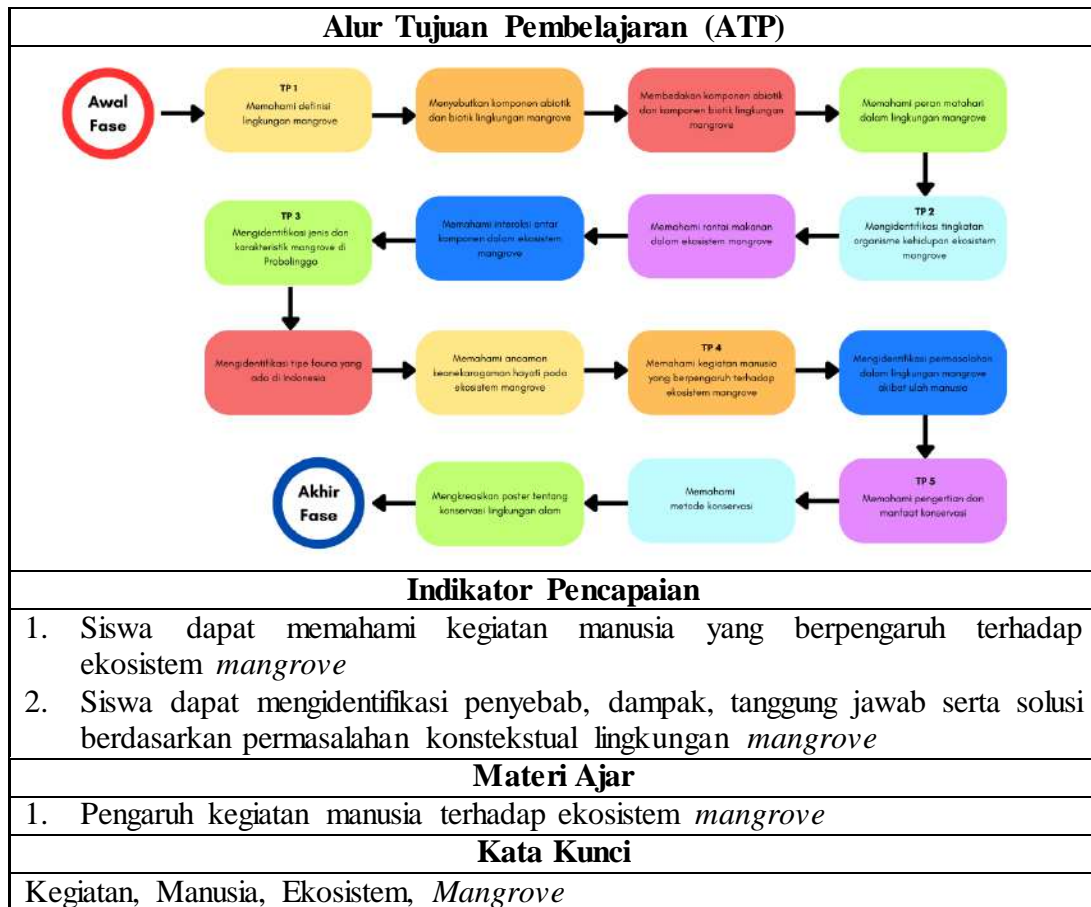 Alur Tujuan Pembelajaran (ATP)
Awal
Fase
TP 1
Memahami definisi
lingkungan mangrove
Menyebutkan komponen abiotik
dan biotik lingkungan mangrove
Membedakan komponen abiotik
dan komponen biotik lingkungan
mangrove
Memahami peran matahari
dalam lingkungan mangrove
TP 2
Mengidentifikasi tingkatan
organisme kehidupan ekosistem
mangrove
Memahami rantai makanan
dalam ekosistem mangrove
Memahami interaksi antar
komponen dalam ekosistem
mangrove
TP 3
Mengidentifikasi jenis dan
karakteristik mangrove di
Probolinggo
Mengidentifikasi tipe fauna yang
ada di Indonesia
Memahami ancaman
keanekaragaman hayati pada
ekosistem mangrove
TP 4
Memahami kegiatan manusia
yang berpengaruh terhadap
ekosistem mangrove
Mengidentifikasi permasalahan
dalam lingkungan mangrove
akibat ulah manusia
TP 5
Memahami pengertian dan
manfaat konservasi
Memahami
metode konservasi
Mengkreasikan poster tentang
konservasi lingkungan alam
Akhir
Fase
Indikator Pencapaian
1. Siswa dapat memahami kegiatan manusia yang berpengaruh terhadap
ekosistem mangrove
2. Siswa dapat mengidentifikasi penyebab, dampak, tanggung jawab serta solusi
berdasarkan permasalahan konstekstual lingkungan mangrove
Materi Ajar
1. Pengaruh kegiatan manusia terhadap ekosistem mangrove
Kata Kunci
Kegiatan, Manusia, Ekosistem, Mangrove